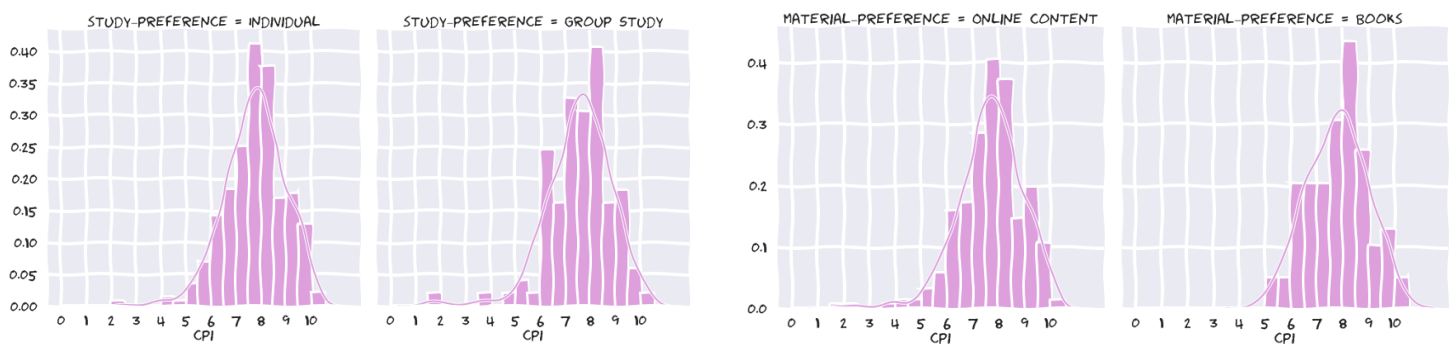 STUDY-PREFERENCE = INDIVIDUAL
0.40
0.35
0.30
0.25
0.20
0.15
0.10
0.05
0.00
0 1 2 3 4 5 6 7 8 9 10
CPI
STUDY-PREFERENCE = GROUP STUDY
0 1 2 3 4 5 6 7 8 9 10
CPI
MATERIAL-PREFERENCE = ONLINE CONTENT
0.4
0.3
0.2
0.1
0.0
0 1 2 3 4 5 6 7 8 9 10
CPI
MATERIAL-PREFERENCE = BOOKS
0 1 2 3 4 5 6 7 8 9 10
CPI